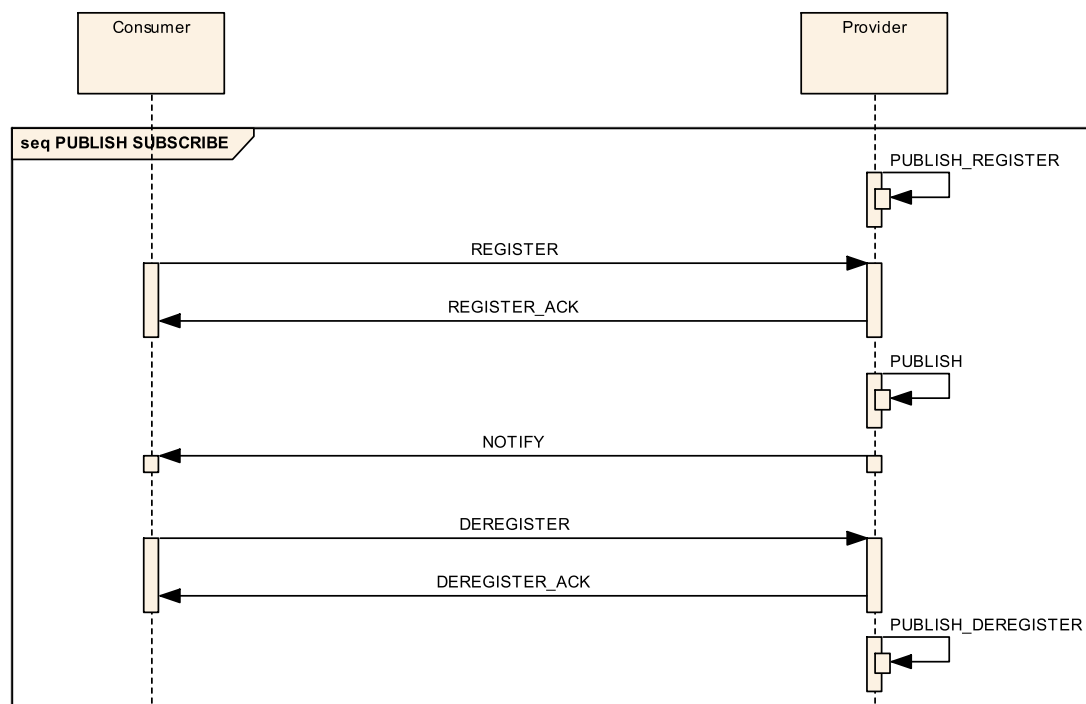 Consumer
Provider
seq PUBLISH SUBSCRIBE
PUBLISH_REGISTER
REGISTER
REGISTER_ACK
PUBLISH
NOTIFY
DEREGISTER
DEREGISTER_ACK
PUBLISH_DEREGISTER